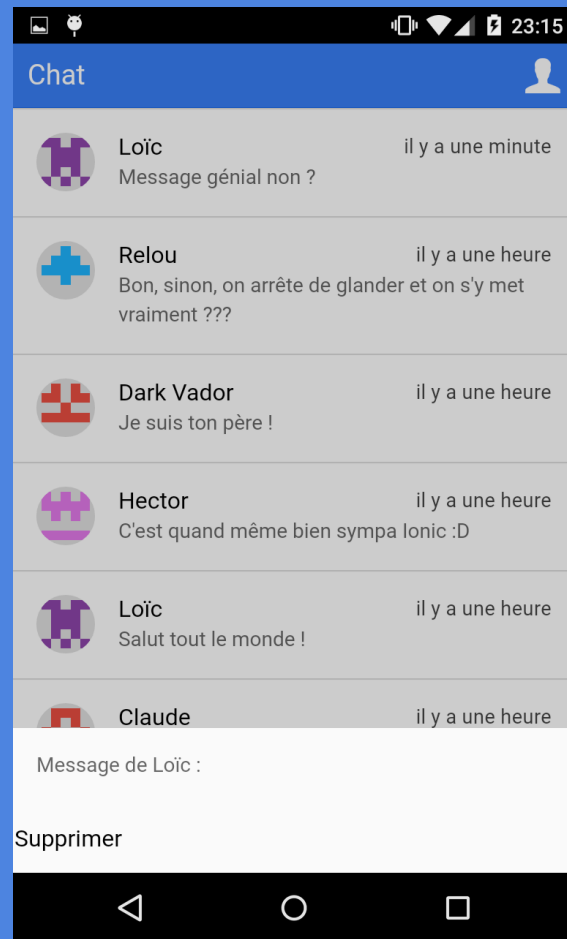 23:15
Chat
Loïc il y a une minute
Message génial non ?
Relou il y a une heure
Bon, sinon, on arrête de glander et on s'y met
vraiment ???
Dark Vador il y a une heure
Je suis ton père !
Hector il y a une heure
C'est quand même bien sympa Ionic :D
Loïc il y a une heure
Salut tout le monde !
Claude il y a une heure
Message de Loïc :
Supprimer